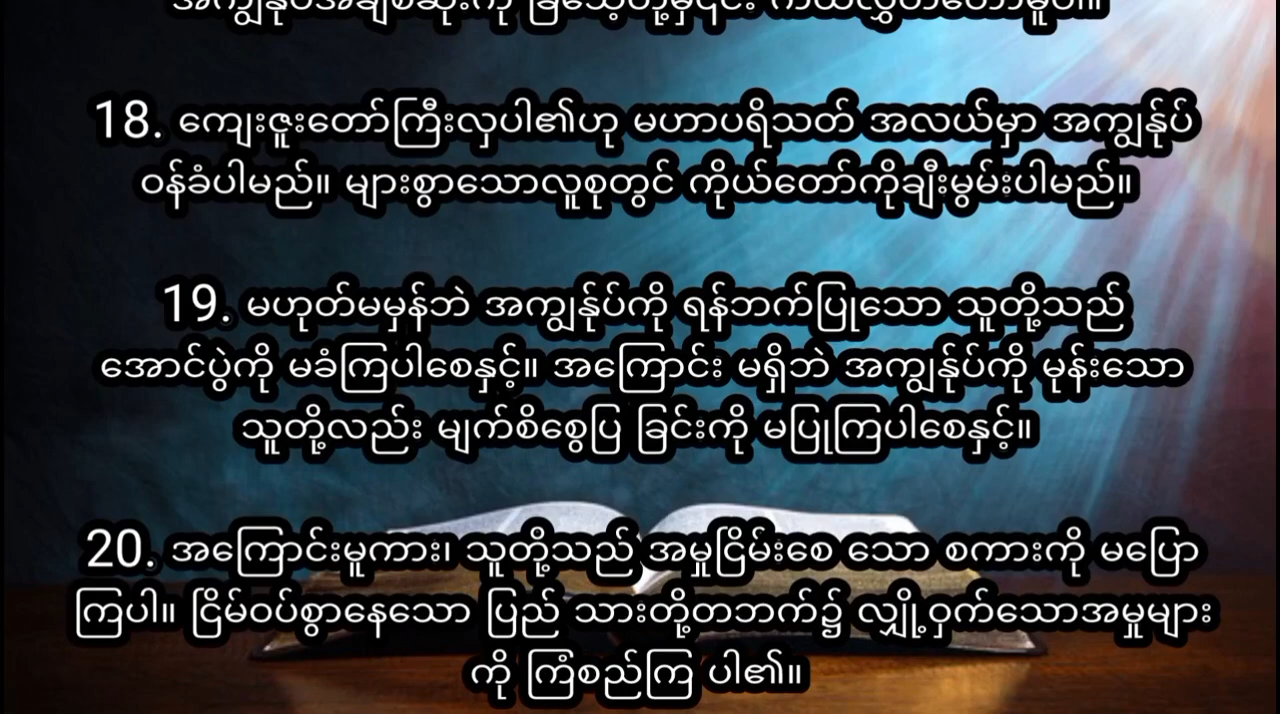 18. ကျေးဇူးတော်ကြီးလှပါ၏ဟု မဟာပရိသတ် အလယ်မှာ အကျွန်ုပ်
ဝန်ခံပါမည်။ များစွာသောလူစုတွင် ကိုယ်တော်ကိုချီးမွမ်းပါမည်။
19. မဟုတ်မမှန်ဘဲ အကျွန်ုပ်ကို ရန်ဘက်ပြုသော သူတို့သည်
အောင်ပွဲကို မခံကြပါစေနှင့်။ အကြောင်း မရှိဘဲ အကျွန်ုပ်ကို မုန်းသော
သူတို့လည်း မျက်စိစွေပြ ခြင်းကို မပြုကြပါစေနှင့်။
20. အကြောင်းမူကား၊ သူတို့သည် အမှုငြိမ်းစေ သော စကားကို မပြော
ကြပါ။ ငြိမ်ဝပ်စွာနေသော ပြည် သားတို့တဘက်၌ လျှို့ဝှက်သောအမှုများ
ကို ကြံစည်ကြ ပါ၏။